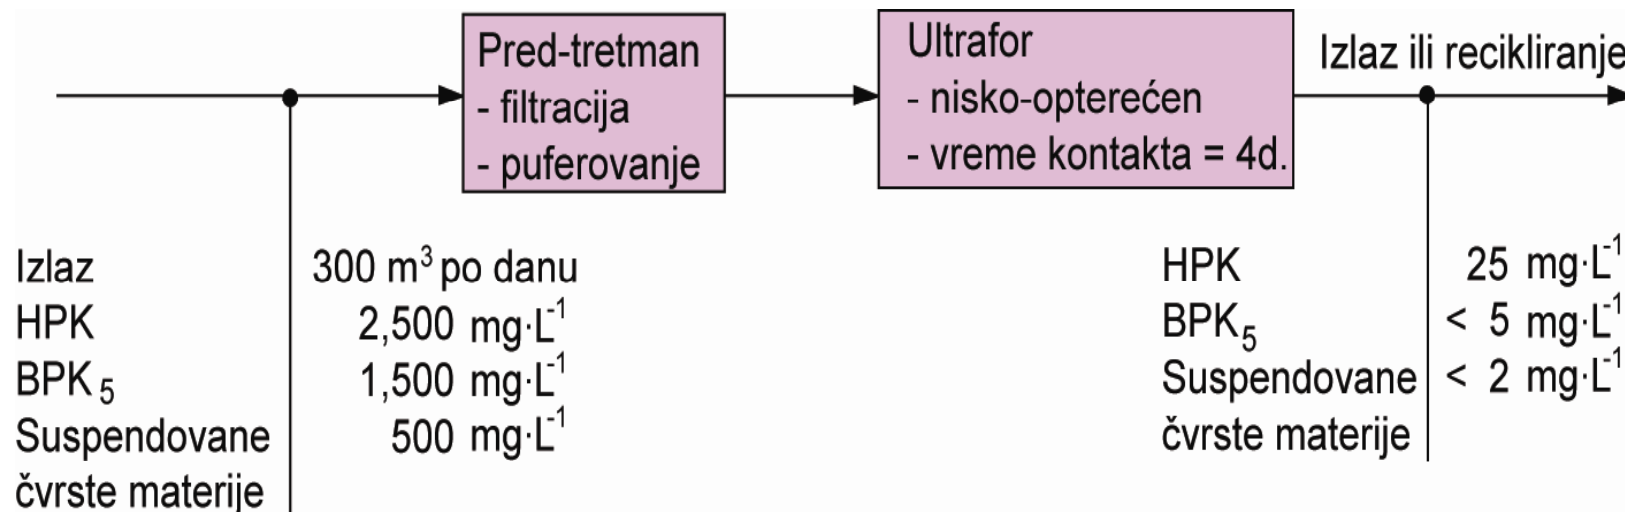 Pred-tretman
- filtracija
- puferovanje
Ultrafor
- nisko-opterećen
- vreme kontakta = 4d.
Izlaz ili recikliranje
Izlaz 300 m³ po danu
HPK 2,500 mg·L⁻¹
BPK₅ 1,500 mg·L⁻¹
Suspendovane 500 mg·L⁻¹
čvrste materije
HPK 25 mg·L⁻¹
BPK₅ < 5 mg·L⁻¹
Suspendovane < 2 mg·L⁻¹
čvrste materije